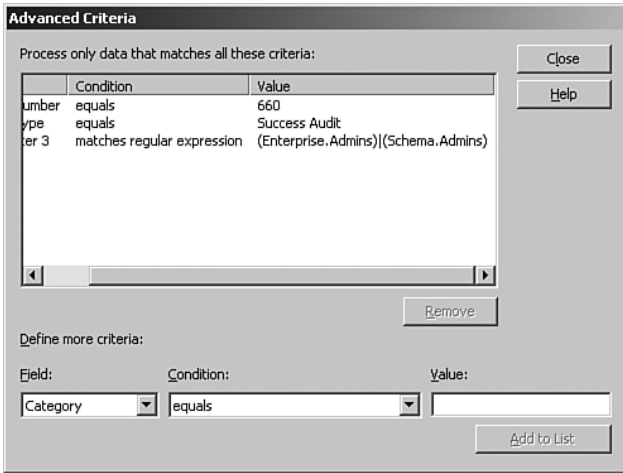 Advanced Criteria
Process only data that matches all these criteria:
Close
Help
Condition Value
umber equals 660
ype equals Success Audit
er 3 matches regular expression (Enterprise.Admins)|(Schema.Admins)
Remove
Define more criteria:
Field: Condition: Value:
Category equals
Add to List